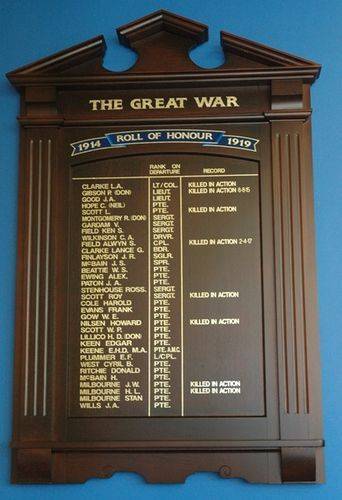 THE GREAT WAR
1914 ROLL OF HONOUR 1919
RANK ON DEPARTURE RECORD
CLARKE L.A. LT/COL. KILLED IN ACTION
GIBSON P. (DON) LIEUT. KILLED IN ACTION 8-8-15
GOOD J.A. LIEUT.
HOPE C. (NEIL) PTE.
SCOTT L. PTE. KILLED IN ACTION
MONTGOMERY R. (DON) SERGT.
GARDAM V. SERGT.
FIELD KEN S. SERGT.
WILKINSON C.A. DRVR.
FIELD ALWYN S. CPL. KILLED IN ACTION 2-4-17
CLARKE LANCE G. BDR.
FINLAYSON J.R. SGLR.
McBAIN J.S. SPR.
BEATTIE W.S. PTE.
EWING ALEX. PTE.
PATON J.A. PTE.
STENHOUSE ROSS. SERGT.
SCOTT ROY SERGT. KILLED IN ACTION
COLE HAROLD PTE.
EVANS FRANK PTE.
GOW W.E. PTE.
NILSEN HOWARD PTE. KILLED IN ACTION
SCOTT W.P. PTE.
LILLICO H.D. (DON) PTE.
KEEN EDGAR PTE.
KEENE E.H.D. M.A. PTE. A.M.C.
PLUMMER E.F. L/CPL.
WEST CYRIL B. PTE.
RITCHIE DONALD PTE.
McBAIN H. PTE.
MILBOURNE J.W. PTE. KILLED IN ACTION
MILBOURNE H.L. PTE. KILLED IN ACTION
MILBOURNE STAN PTE.
WILLS J.A. PTE.